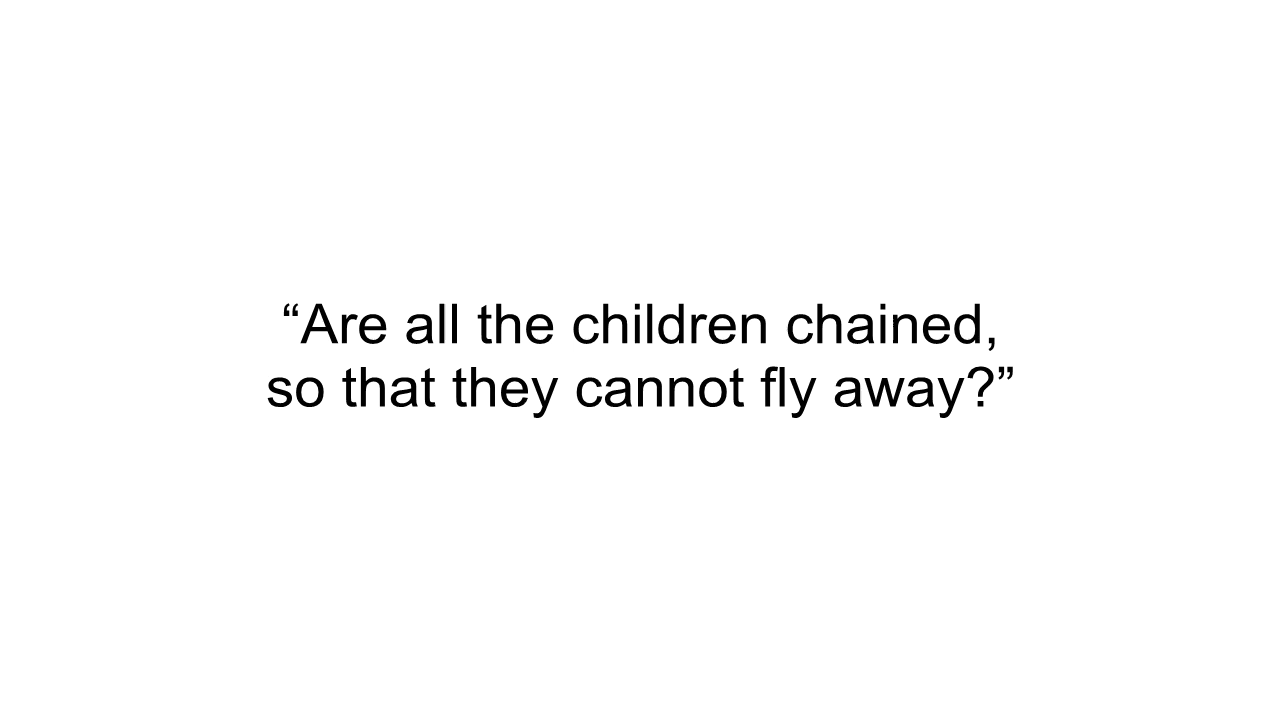 “Are all the children chained,
so that they cannot fly away?”